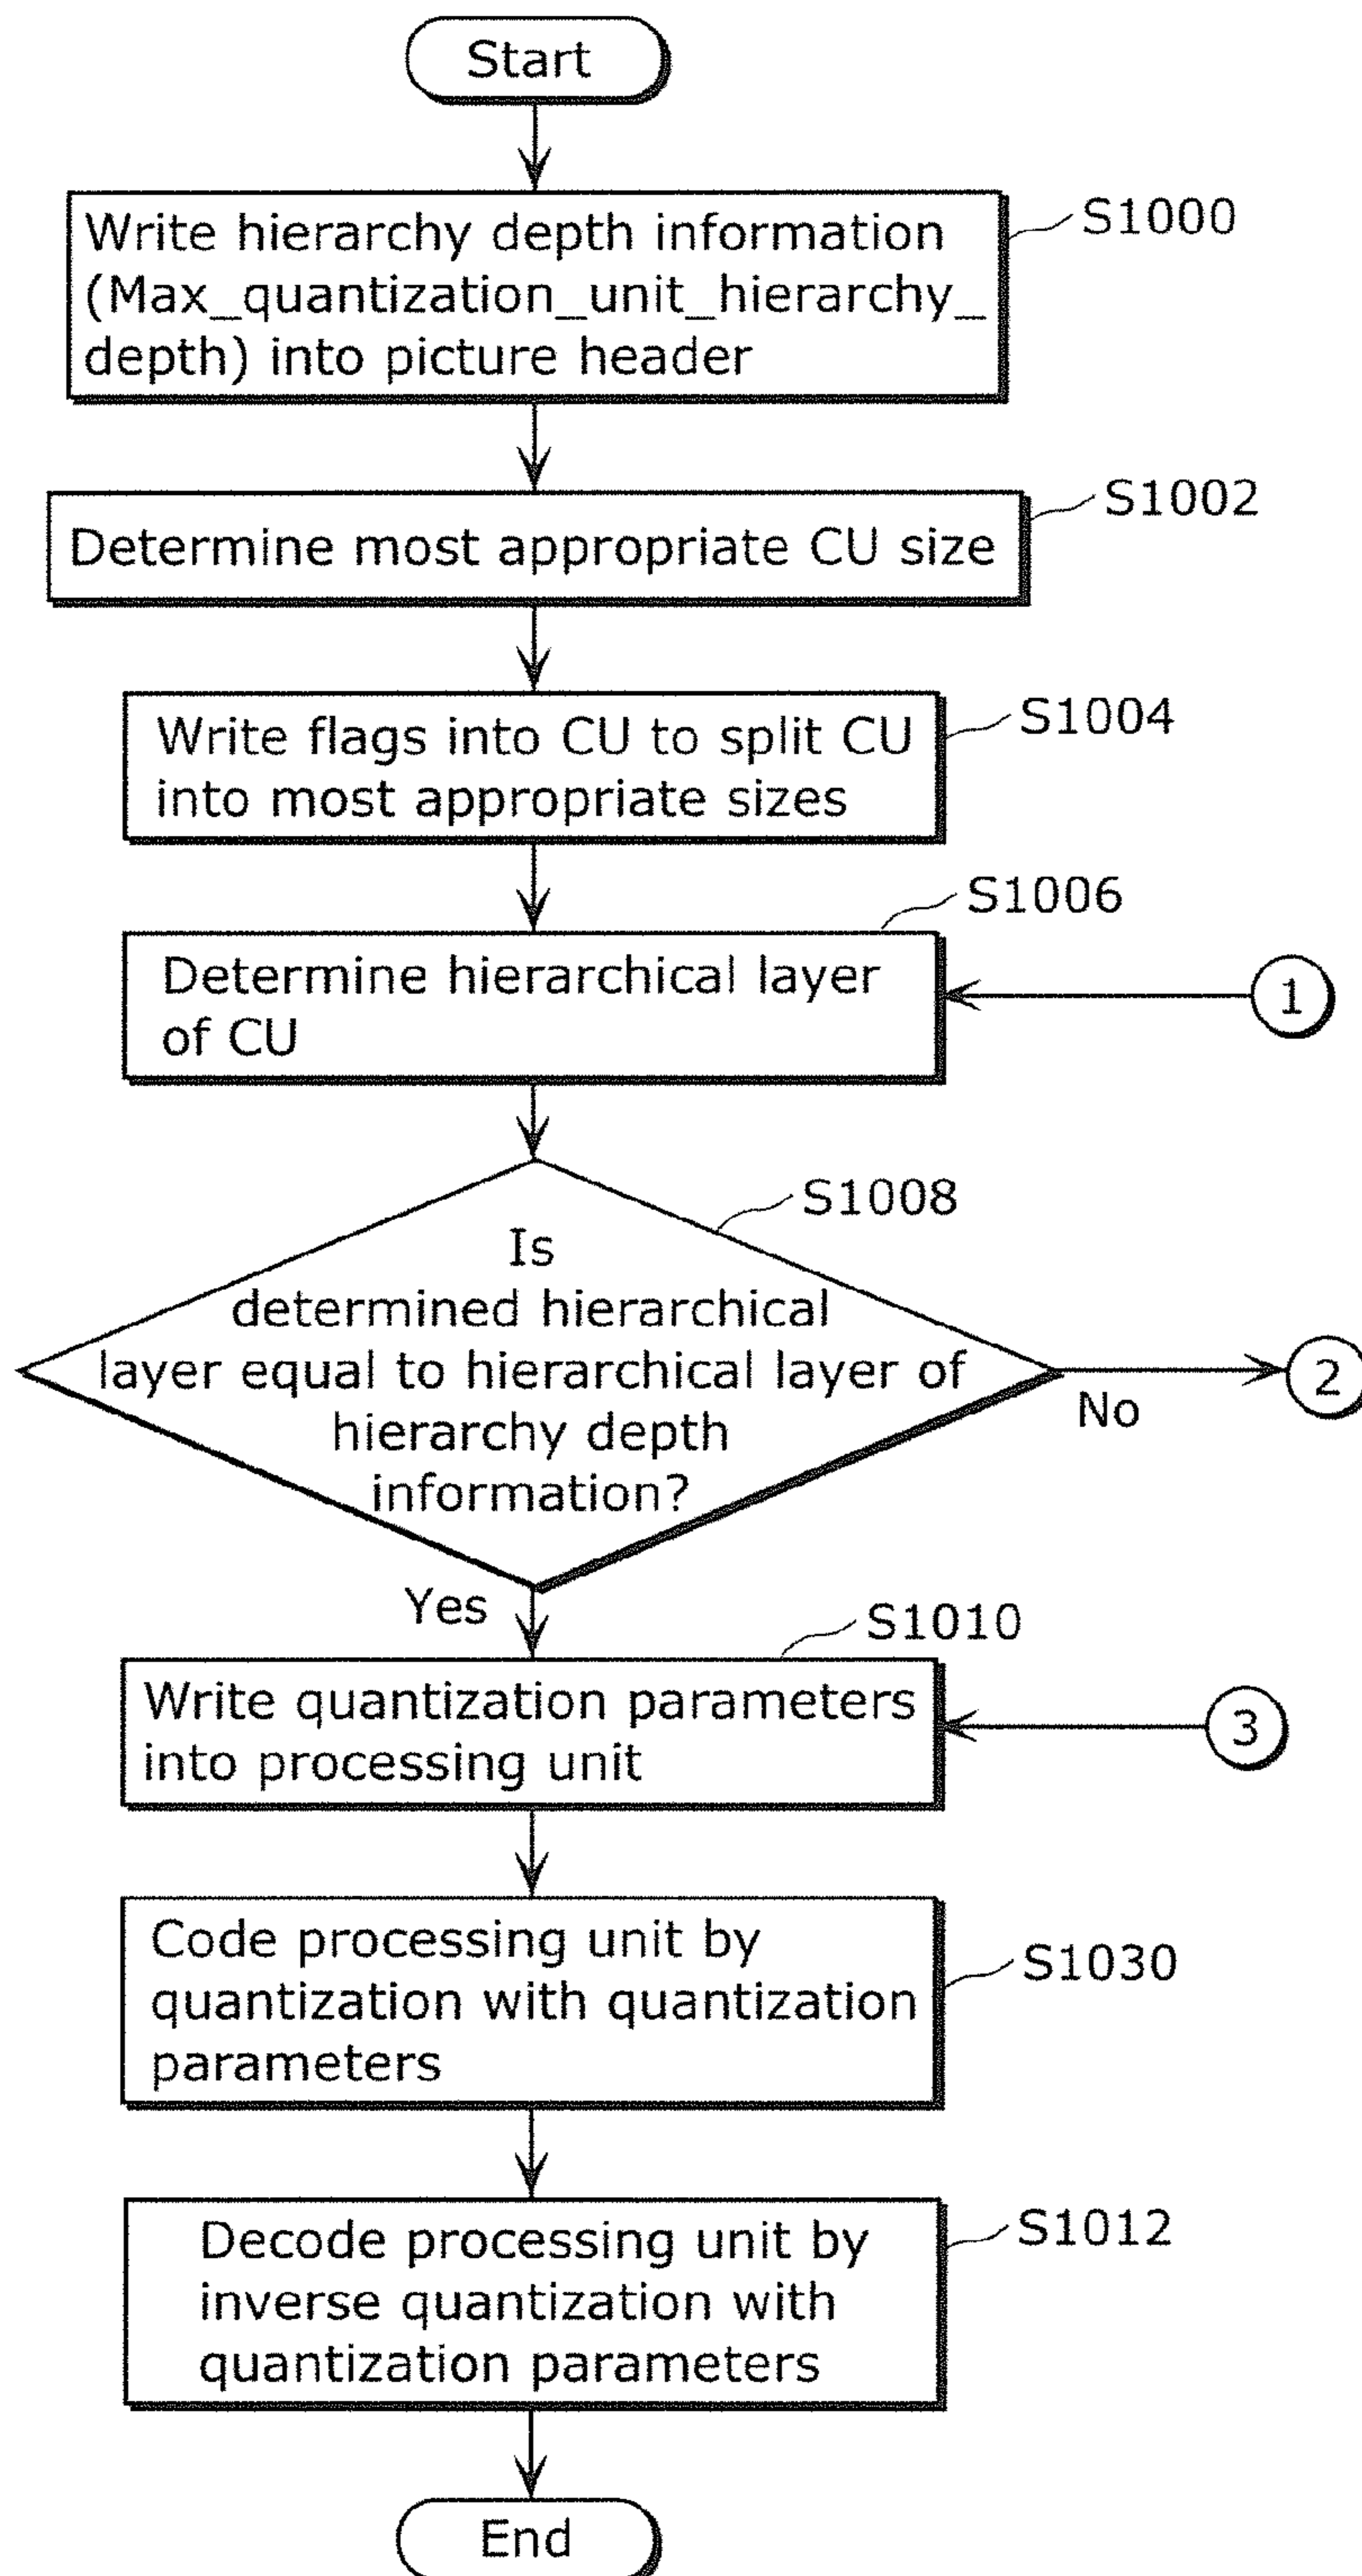 Start
Write hierarchy depth information
S1000
(Max_quantization_unit_hierarchy_
depth) into picture header
S1002
Determine most appropriate CU size
S1004
Write flags into CU to split CU
into most appropriate sizes
S1006
Determine hierarchical layer
of CU
1
S1008
Is
determined hierarchical
layer equal to hierarchical layer of
hierarchy depth
information?
No
2
Yes
S1010
Write quantization parameters
into processing unit
3
Code processing unit by
S1030
quantization with quantization
parameters
Decode processing unit by
S1012
inverse quantization with
quantization parameters
End